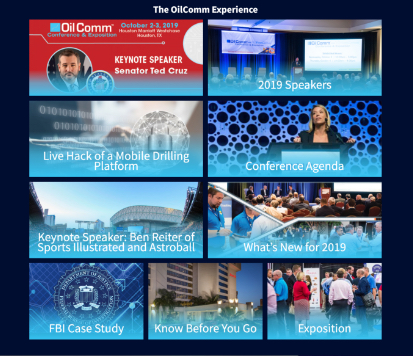 The OilComm Experience
OilComm
Conference & Exposition
October 2-3, 2019
Houston Marriott Westchase
Houston, TX
KEYNOTE SPEAKER
Senator Ted Cruz
2019 Speakers
Live Hack of a Mobile Drilling
Platform
Conference Agenda
Keynote Speaker: Ben Reiter of
Sports Illustrated and Astroball
What's New for 2019
FBI Case Study
Know Before You Go
Exposition